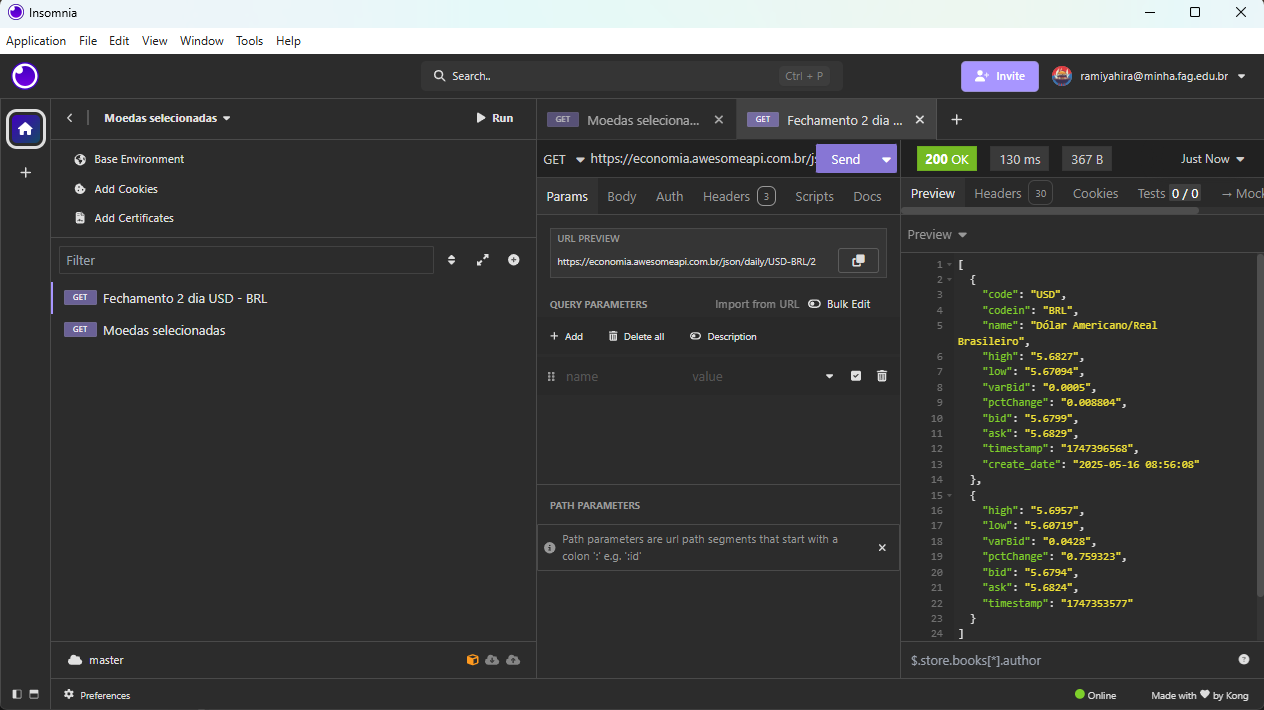 Insomnia
Application File Edit View Window Tools Help
Search.. Ctrl + P
Invite ramiyahira@minha.fag.edu.br
Moedas selecionadas Run
Base Environment
Add Cookies
Add Certificates
Filter
GET Fechamento 2 dia USD - BRL
GET Moedas selecionadas
master
Preferences
GET Moedas seleciona...
GET Fechamento 2 dia ...
GET https://economia.awesomeapi.com.br/js Send
Params Body Auth Headers 3 Scripts Docs
URL PREVIEW
https://economia.awesomeapi.com.br/json/daily/USD-BRL/2
QUERY PARAMETERS Import from URL Bulk Edit
Add Delete all Description
name value
PATH PARAMETERS
Path parameters are url path segments that start with a
colon ':' e.g. ':id'
200 OK 130 ms 367 B Just Now
Preview Headers 30 Cookies Tests 0 / 0 → Mock
Preview
1 [
2 {
3 "code": "USD",
4 "codein": "BRL",
5 "name": "Dólar Americano/Real
Brasileiro",
6 "high": "5.6827",
7 "low": "5.67094",
8 "varBid": "0.0005",
9 "pctChange": "0.008804",
10 "bid": "5.6799",
11 "ask": "5.6829",
12 "timestamp": "1747396568",
13 "create_date": "2025-05-16 08:56:08"
14 },
15 {
16 "high": "5.6957",
17 "low": "5.60719",
18 "varBid": "0.0428",
19 "pctChange": "0.759323",
20 "bid": "5.6794",
21 "ask": "5.6824",
22 "timestamp": "1747353577"
23 }
24 ]
$.store.books[*].author
Online Made with ❤ by Kong